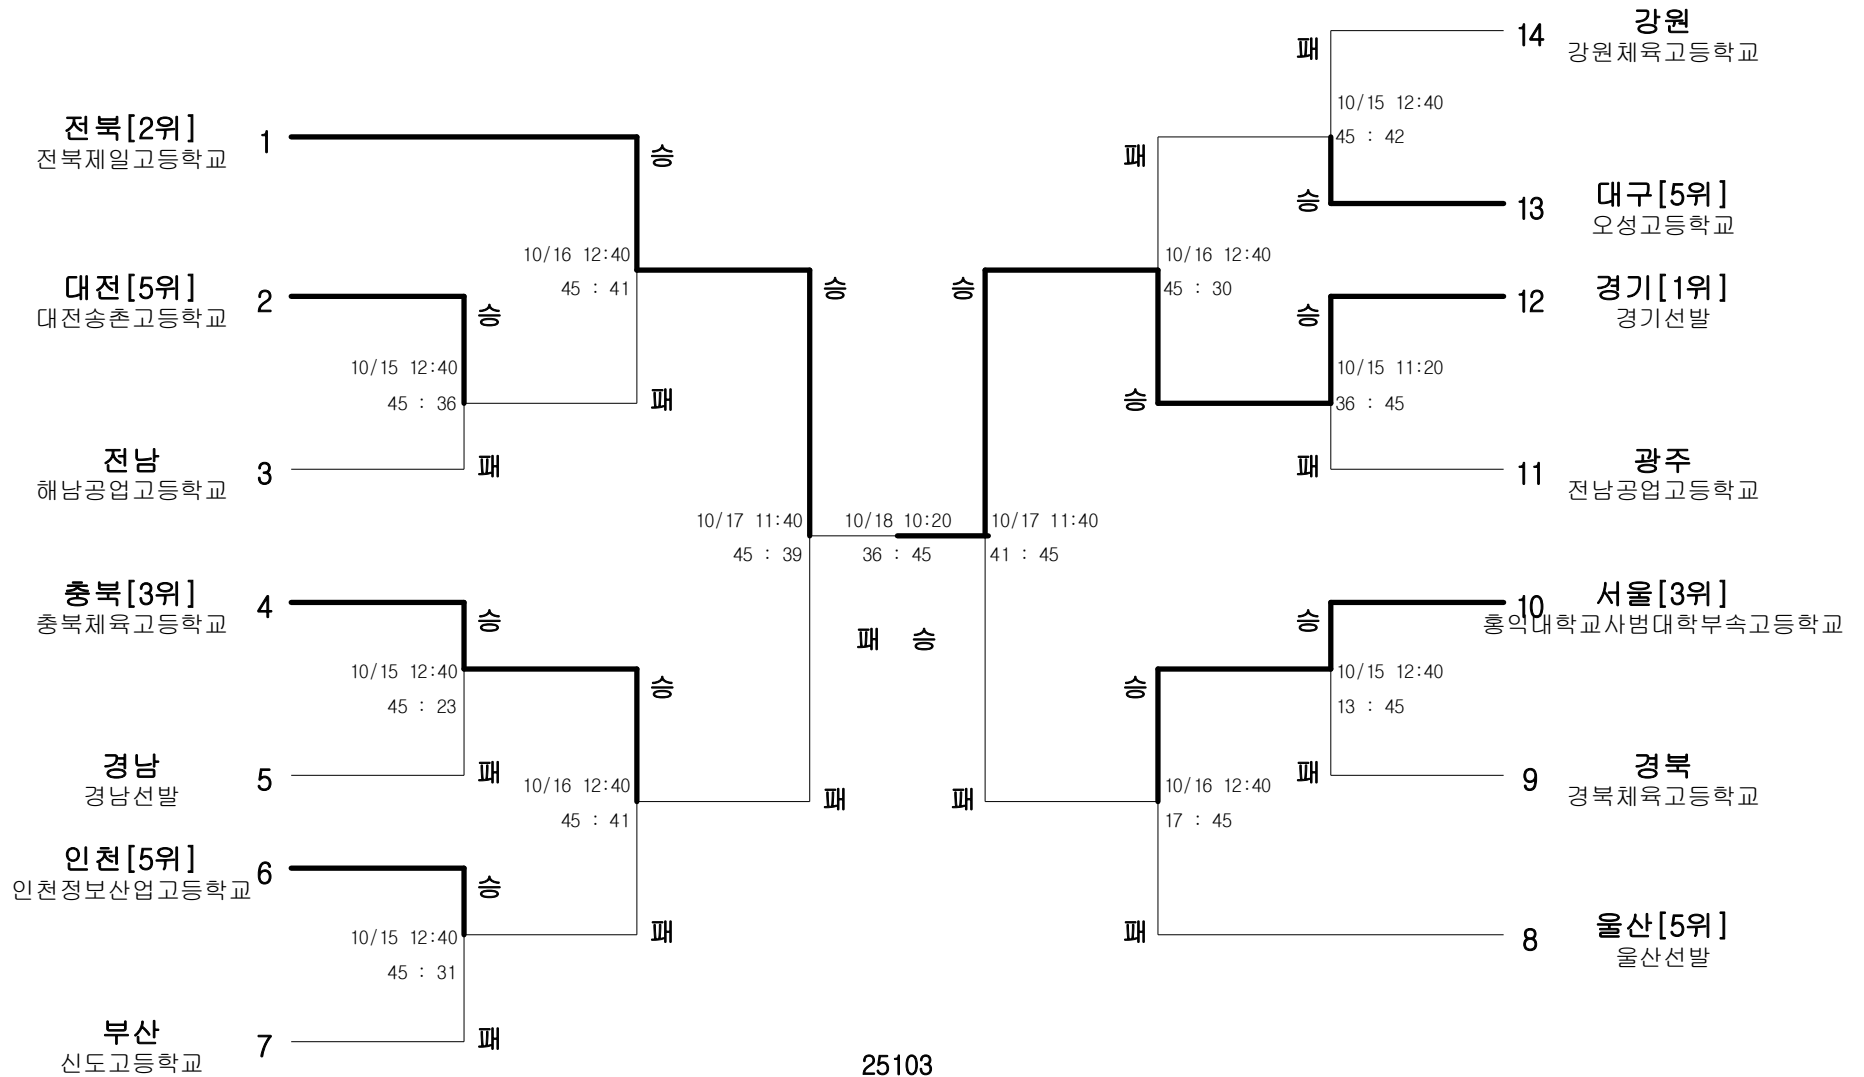 전북[2위]
전북제일고등학교
1
승
10/16 12:40
45 : 41
대전[5위]
대전송촌고등학교
2
승
10/15 12:40
45 : 36
패
전남
해남공업고등학교
3
패
승
10/17 11:40
45 : 39
충북[3위]
충북체육고등학교
4
승
10/15 12:40
45 : 23
승
경남
경남선발
5
패
10/16 12:40
45 : 41
패
인천[5위]
인천정보산업고등학교
6
승
10/15 12:40
45 : 31
패
부산
신도고등학교
7
패
10/18 10:20
36 : 45
패 승
강원
강원체육고등학교
14
패
10/15 12:40
45 : 42
패
대구[5위]
오성고등학교
13
승
10/16 12:40
45 : 30
승
경기[1위]
경기선발
12
승
10/15 11:20
36 : 45
승
광주
전남공업고등학교
11
패
10/17 11:40
41 : 45
서울[3위]
홍익대학교사범대학부속고등학교
10
승
10/15 12:40
13 : 45
승
경북
경북체육고등학교
9
패
10/16 12:40
17 : 45
패
울산[5위]
울산선발
8
패
25103